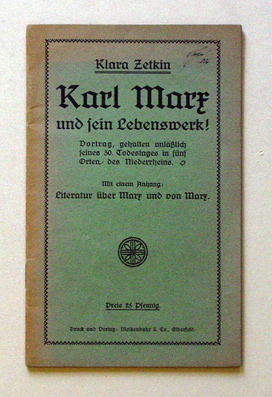 Klara Zetkin
Karl Marx
und sein Lebenswerk!
Vortrag, gehalten anläßlich
seines 30. Todestages in fünf
Orten des Niederrheins.
Mit einem Anhang:
Literatur über Marx und von Marx.
Preis 25 Pfennig.
Druck und Verlag: Molkenbuhr & Co., Elberfeld.